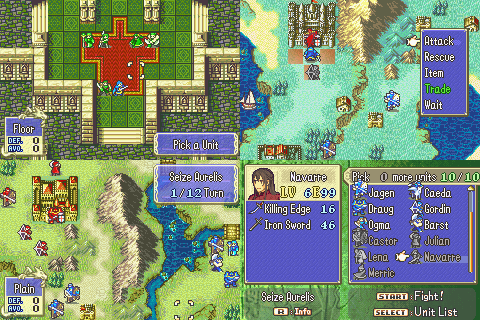 Floor
DEF. 0
AVO. 0
Pick a Unit
Attack
Rescue
Item
Trade
Wait
Seize Aurelis
1/12 Turn
Plain
DEF. 0
AVO. 0
Navarre
LV 6 E99
Killing Edge 16
Iron Sword 46
Seize Aurelis
R : Info
Pick 0 more units 10/10
Jagen Caeda
Draug Gordin
Ogma Barst
Castor Julian
Lena Navarre
Merric
START : Fight!
SELECT : Unit List